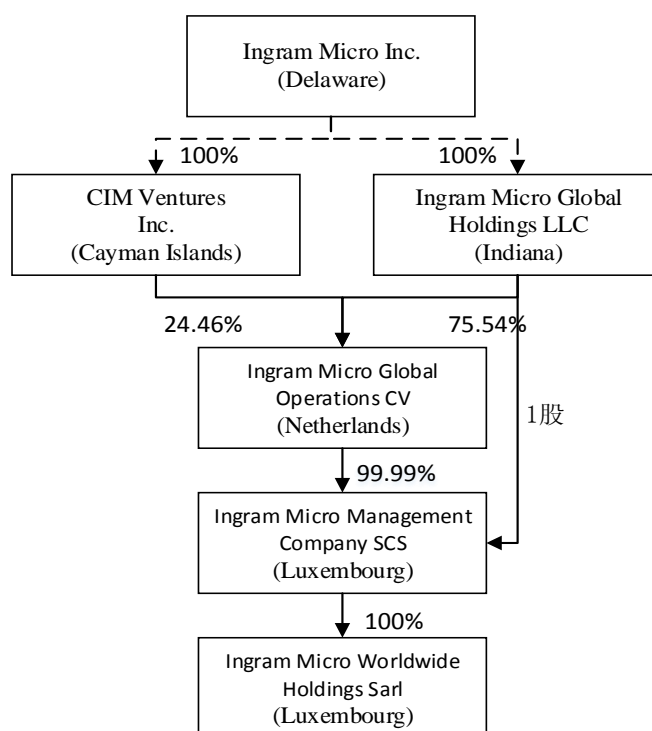 Ingram Micro Inc.
(Delaware)
100%
100%
CIM Ventures
Inc.
(Cayman Islands)
Ingram Micro Global
Holdings LLC
(Indiana)
24.46%
75.54%
Ingram Micro Global
Operations CV
(Netherlands)
1股
99.99%
Ingram Micro Management
Company SCS
(Luxembourg)
100%
Ingram Micro Worldwide
Holdings Sarl
(Luxembourg)